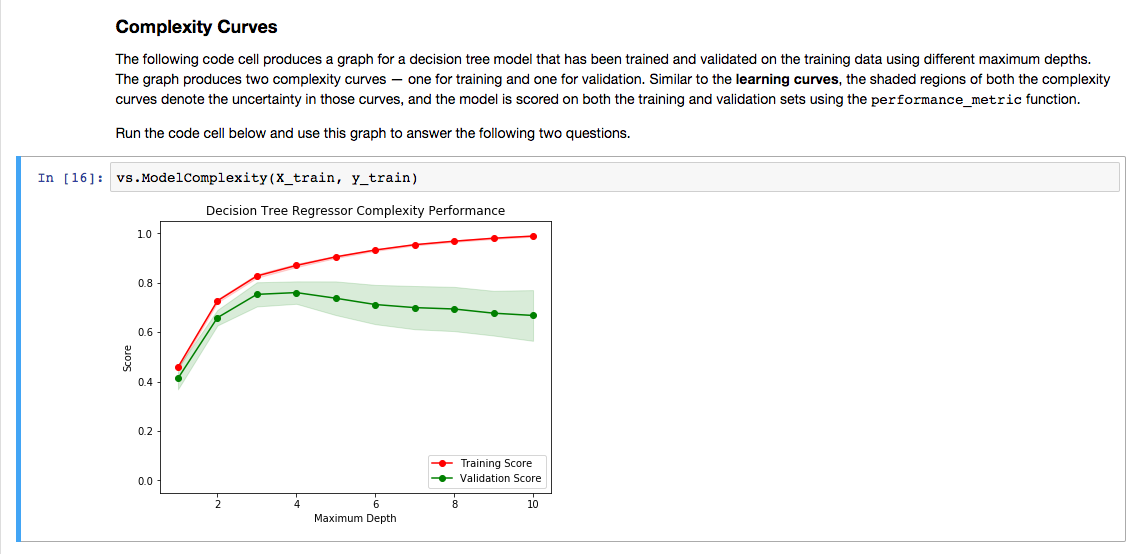 Complexity Curves
The following code cell produces a graph for a decision tree model that has been trained and validated on the training data using different maximum depths.
The graph produces two complexity curves — one for training and one for validation. Similar to the learning curves, the shaded regions of both the complexity
curves denote the uncertainty in those curves, and the model is scored on both the training and validation sets using the performance_metric function.
Run the code cell below and use this graph to answer the following two questions.
In [16]: vs.ModelComplexity(X_train, y_train)
Decision Tree Regressor Complexity Performance
1.0
0.8
0.6
0.4
0.2
0.0
Score
Training Score
Validation Score
2 4 6 8 10
Maximum Depth